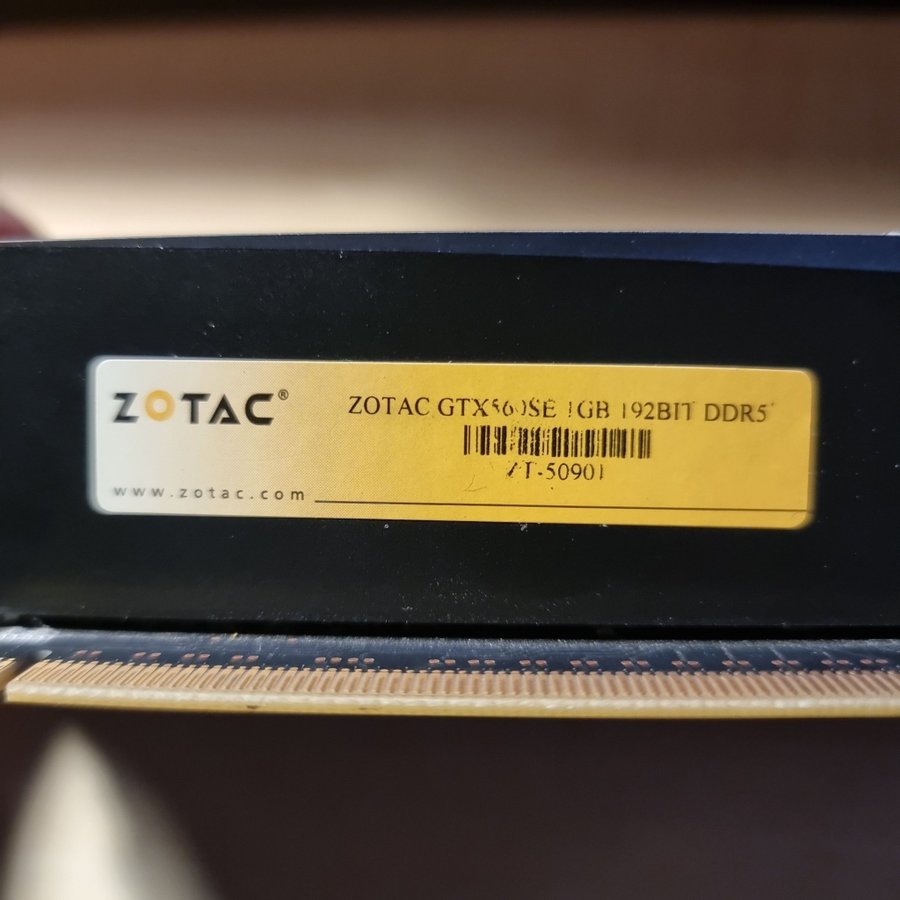 ZOTAC®
ZOTAC GTX560SE 1GB 192BIT DDR5
ZT-50901
www.zotac.com